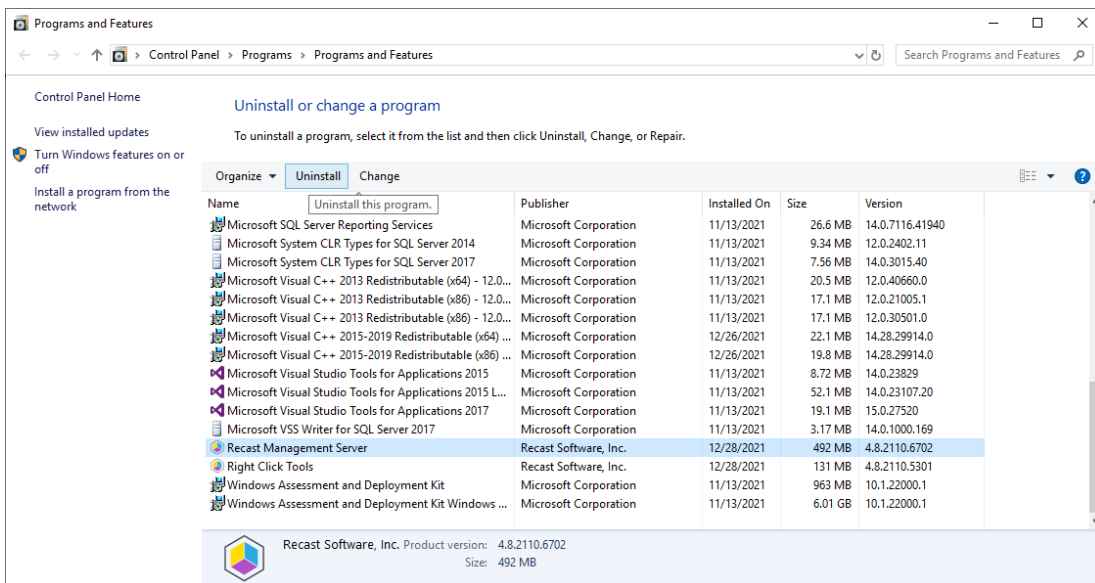 Programs and Features
Control Panel > Programs > Programs and Features
Search Programs and Features
Control Panel Home
View installed updates
Turn Windows features on or
off
Install a program from the
network
Uninstall or change a program
To uninstall a program, select it from the list and then click Uninstall, Change, or Repair.
Organize Uninstall Change
Uninstall this program.
Name Publisher Installed On Size Version
Microsoft SQL Server Reporting Services Microsoft Corporation 11/13/2021 26.6 MB 14.0.7116.41940
Microsoft System CLR Types for SQL Server 2014 Microsoft Corporation 11/13/2021 9.34 MB 12.0.2402.11
Microsoft System CLR Types for SQL Server 2017 Microsoft Corporation 11/13/2021 7.56 MB 14.0.3015.40
Microsoft Visual C++ 2013 Redistributable (x64) - 12.0... Microsoft Corporation 11/13/2021 20.5 MB 12.0.40660.0
Microsoft Visual C++ 2013 Redistributable (x86) - 12.0... Microsoft Corporation 11/13/2021 17.1 MB 12.0.21005.1
Microsoft Visual C++ 2013 Redistributable (x86) - 12.0... Microsoft Corporation 11/13/2021 17.1 MB 12.0.30501.0
Microsoft Visual C++ 2015-2019 Redistributable (x64) ... Microsoft Corporation 12/26/2021 22.1 MB 14.28.29914.0
Microsoft Visual C++ 2015-2019 Redistributable (x86) ... Microsoft Corporation 12/26/2021 19.8 MB 14.28.29914.0
Microsoft Visual Studio Tools for Applications 2015 Microsoft Corporation 11/13/2021 8.72 MB 14.0.23829
Microsoft Visual Studio Tools for Applications 2015 L... Microsoft Corporation 11/13/2021 52.1 MB 14.0.23107.20
Microsoft Visual Studio Tools for Applications 2017 Microsoft Corporation 11/13/2021 19.1 MB 15.0.27520
Microsoft VSS Writer for SQL Server 2017 Microsoft Corporation 11/13/2021 3.17 MB 14.0.1000.169
Recast Management Server Recast Software, Inc. 12/28/2021 492 MB 4.8.2110.6702
Right Click Tools Recast Software, Inc. 12/28/2021 131 MB 4.8.2110.5301
Windows Assessment and Deployment Kit Microsoft Corporation 11/13/2021 963 MB 10.1.22000.1
Windows Assessment and Deployment Kit Windows ... Microsoft Corporation 11/13/2021 6.01 GB 10.1.22000.1
Recast Software, Inc. Product version: 4.8.2110.6702
Size: 492 MB